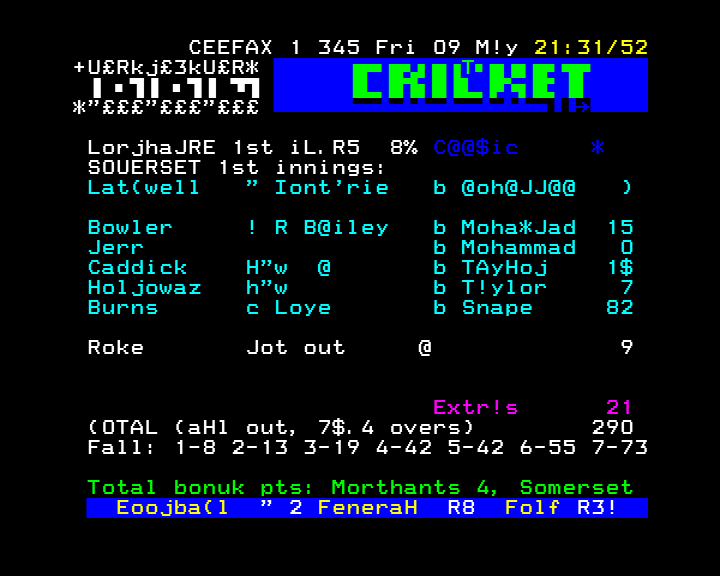 CEEFAX 1 345 Fri 09 M!y 21:31/52
+U£Rkj£3kU£R*
CRICKET
*”£££”£££”£££
LorjhaJRE 1st iL.R5 8% C@@$ic *
SOUERSET 1st innings:
Lat(well ” Iont’rie b @oh@JJ@@ )
Bowler ! R B@iley b Moha*Jad 15
Jerr b Mohammad 0
Caddick H”w @ b TAyHoj 1$
Holjowaz h”w b T!ylor 7
Burns c Loye b Snape 82
Roke Jot out @ 9
Extr!s 21
(OTAL (aHl out, 7$.4 overs) 290
Fall: 1-8 2-13 3-19 4-42 5-42 6-55 7-73
Total bonuk pts: Morthants 4, Somerset
Eoojba(l ” 2 FeneraH R8 Folf R3!